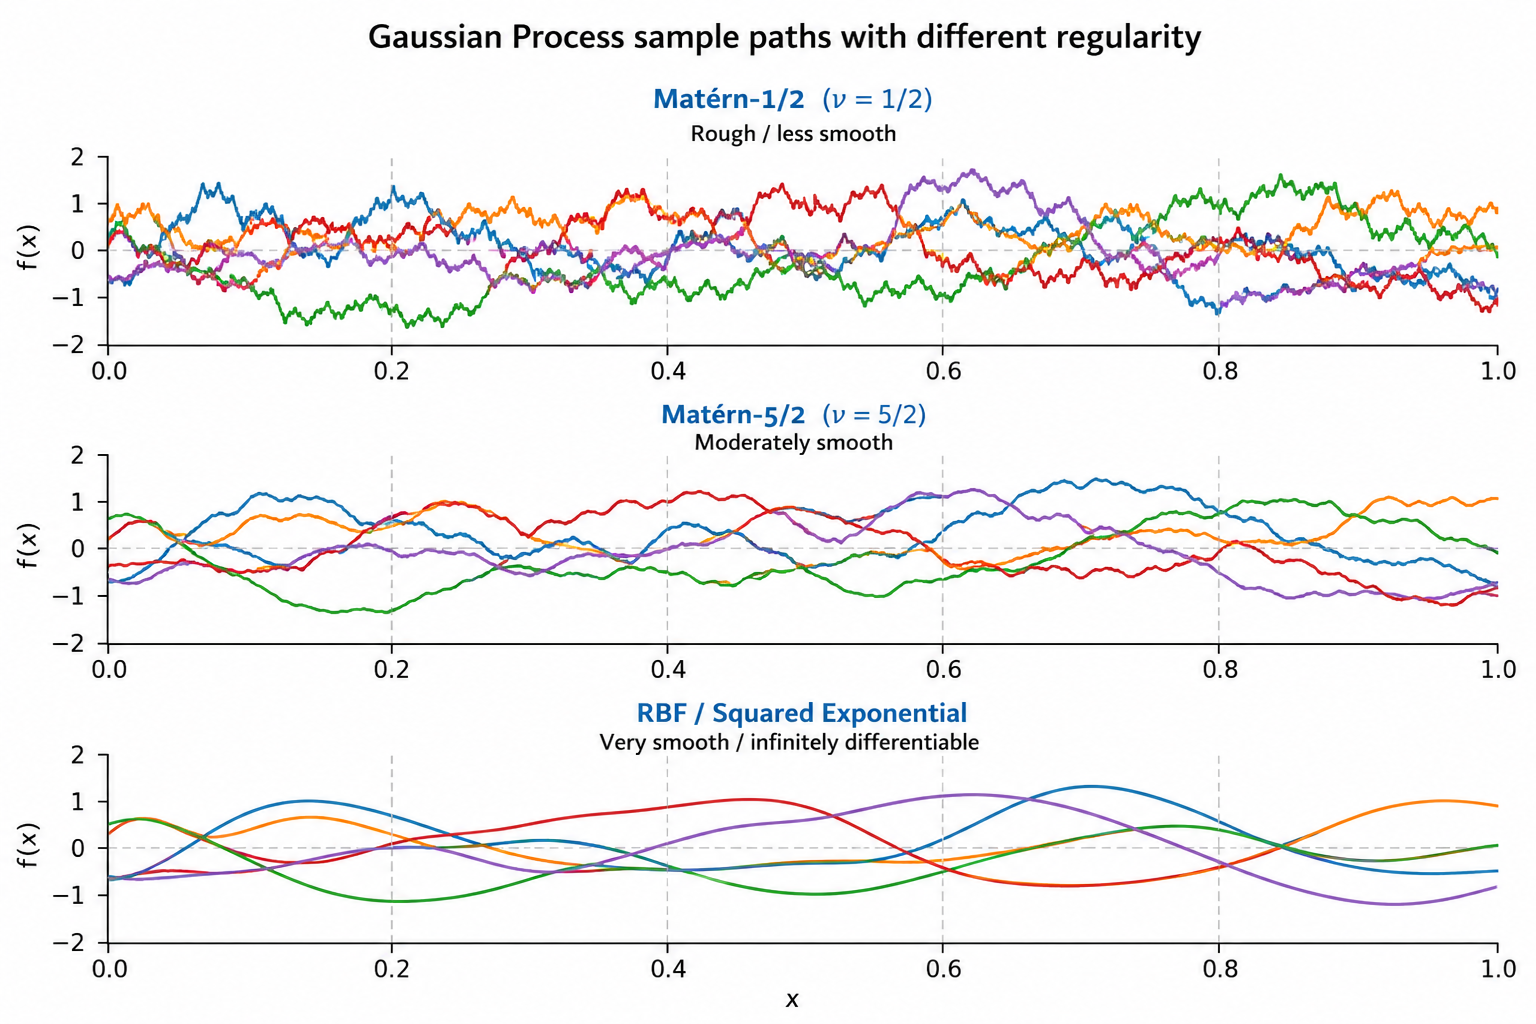 Gaussian Process sample paths with different regularity
Matérn-1/2 (ν = 1/2)
Rough / less smooth
f(x)
2
1
0
−1
−2
0.0 0.2 0.4 0.6 0.8 1.0
Matérn-5/2 (ν = 5/2)
Moderately smooth
f(x)
2
1
0
−1
−2
0.0 0.2 0.4 0.6 0.8 1.0
RBF / Squared Exponential
Very smooth / infinitely differentiable
f(x)
2
1
0
−1
−2
0.0 0.2 0.4 0.6 0.8 1.0
x